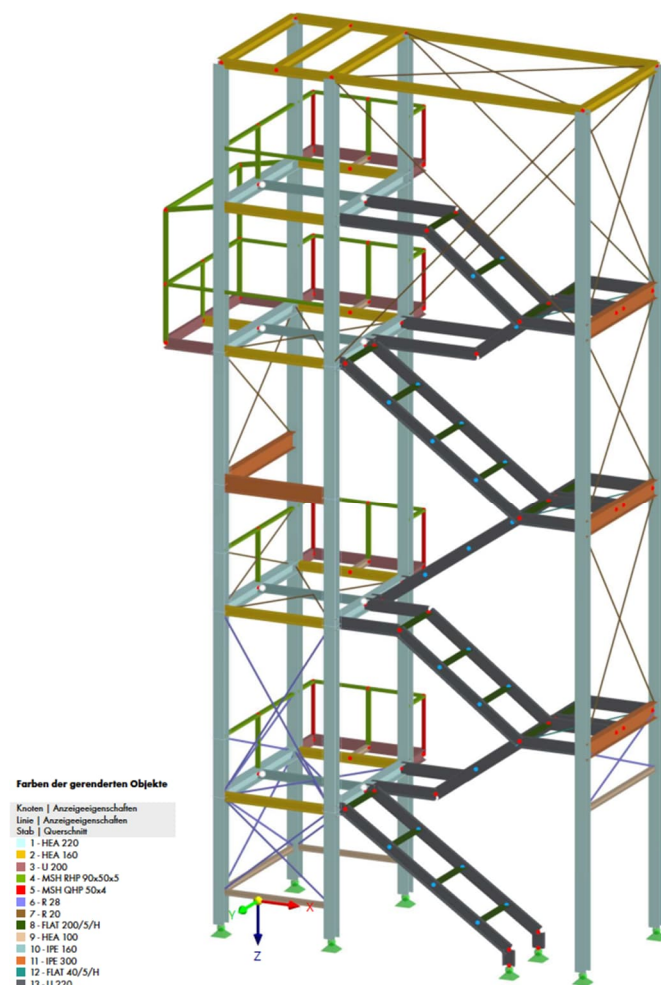 Farben der gerenderten Objekte
Knoten | Anzeigeeigenschaften
Linie | Anzeigeeigenschaften
Stab | Querschnitt
1 - HEA 220
2 - HEA 160
3 - U 200
4 - MSH RHP 90x50x5
5 - MSH QHP 50x4
6 - R 28
7 - R 20
8 - FLAT 200/5/H
9 - HEA 100
10 - IPE 160
11 - IPE 300
12 - FLAT 40/5/H
13 - U 220
Y
X
Z